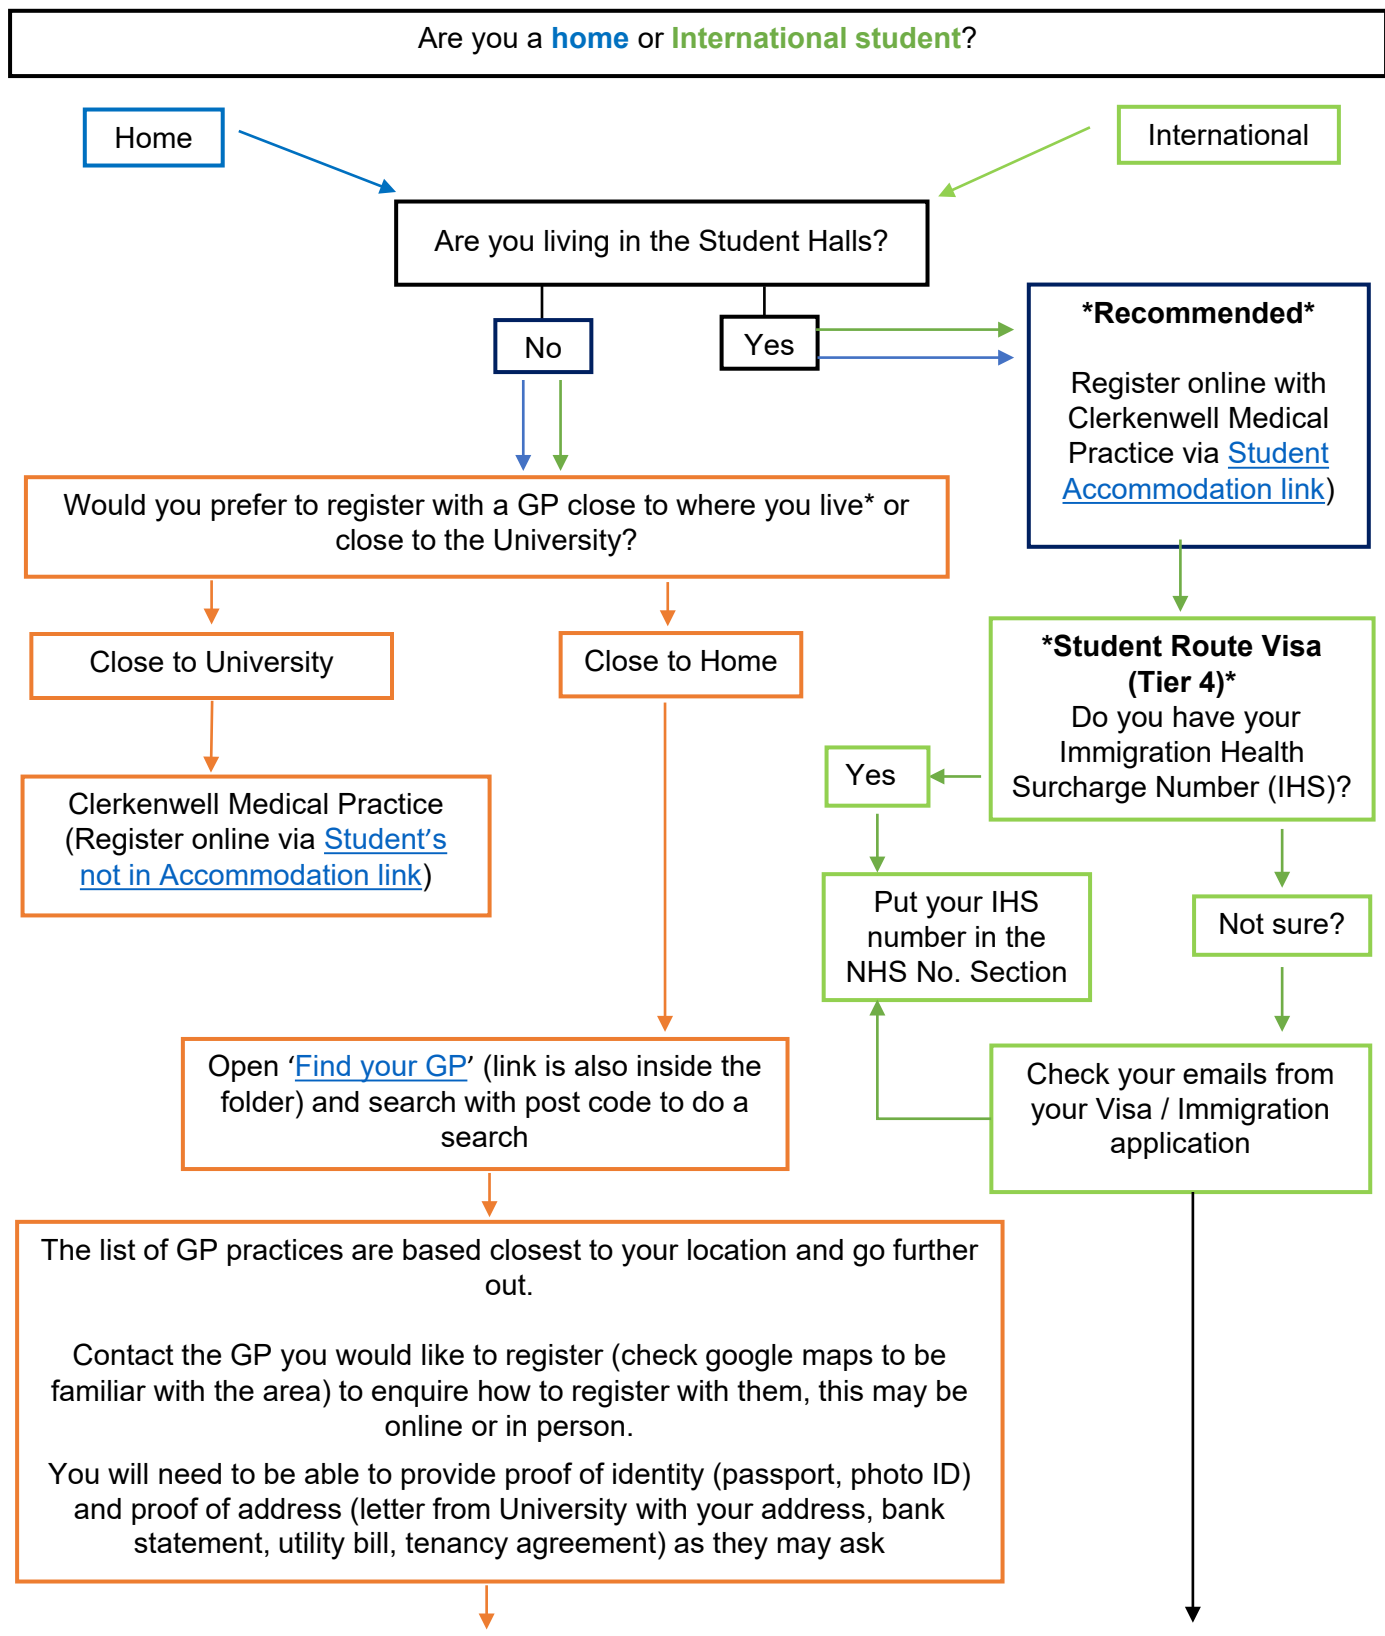 Are you a home or International student?
Home
International
Are you living in the Student Halls?
No
Yes
*Recommended*
Register online with
Clerkenwell Medical
Practice via Student
Accommodation link)
Would you prefer to register with a GP close to where you live* or
close to the University?
Close to University
Close to Home
*Student Route Visa
(Tier 4)*
Do you have your
Immigration Health
Surcharge Number (IHS)?
Yes
Clerkenwell Medical Practice
(Register online via Student's
not in Accommodation link)
Put your IHS
number in the
NHS No. Section
Not sure?
Open ‘Find your GP’ (link is also inside the
folder) and search with post code to do a
search
Check your emails from
your Visa / Immigration
application
The list of GP practices are based closest to your location and go further
out.
Contact the GP you would like to register (check google maps to be
familiar with the area) to enquire how to register with them, this may be
online or in person.
You will need to be able to provide proof of identity (passport, photo ID)
and proof of address (letter from University with your address, bank
statement, utility bill, tenancy agreement) as they may ask